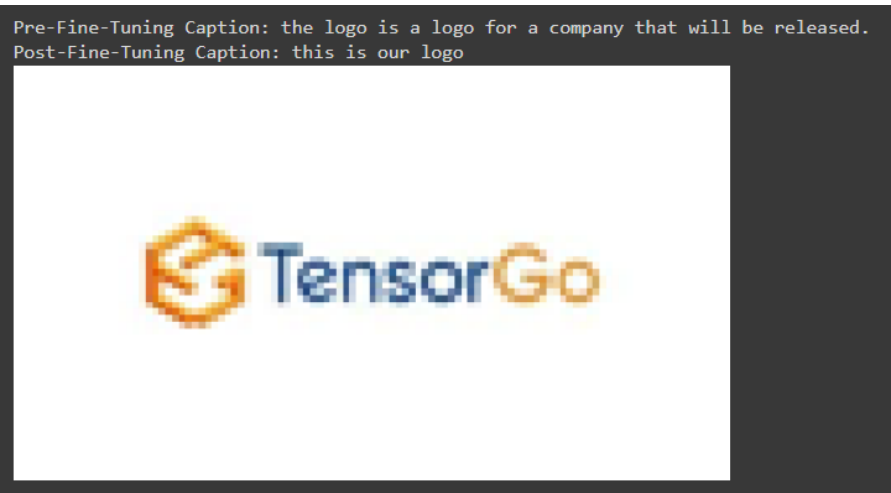 Pre-Fine-Tuning Caption: the logo is a logo for a company that will be released.
Post-Fine-Tuning Caption: this is our logo
TensorGo